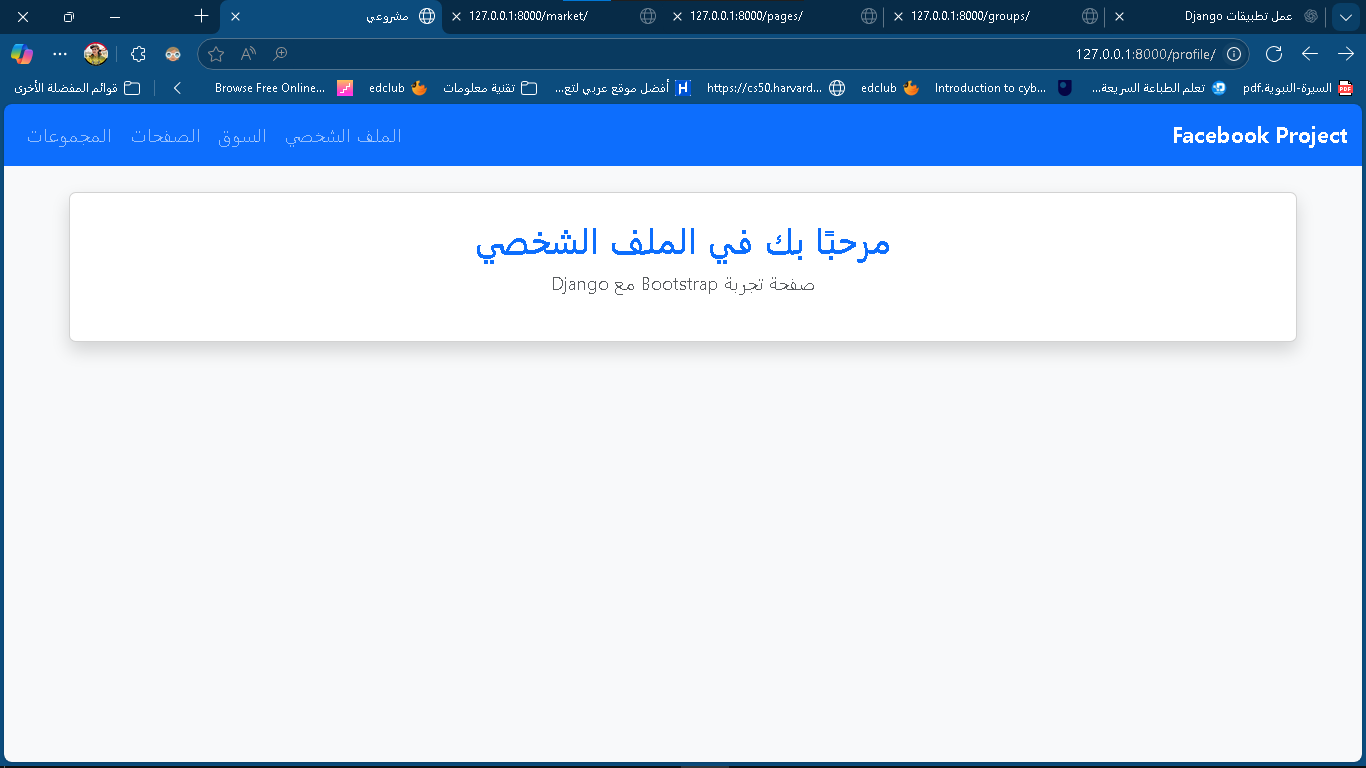 عمل تطبيقات Django
127.0.0.1:8000/groups/
127.0.0.1:8000/pages/
127.0.0.1:8000/market/
مشروعي
127.0.0.1:8000/profile/
السيرة-النبوية.pdf
تعلم الطباعة السريعة...
Introduction to cyb...
edclub
https://cs50.harvard...
أفضل موقع عربي لتع...
تقنية معلومات
edclub
Browse Free Online...
قوائم المفضلة الأخرى
Facebook Project
الملف الشخصي
السوق
الصفحات
المجموعات
مرحبًا بك في الملف الشخصي
صفحة تجربة Bootstrap مع Django